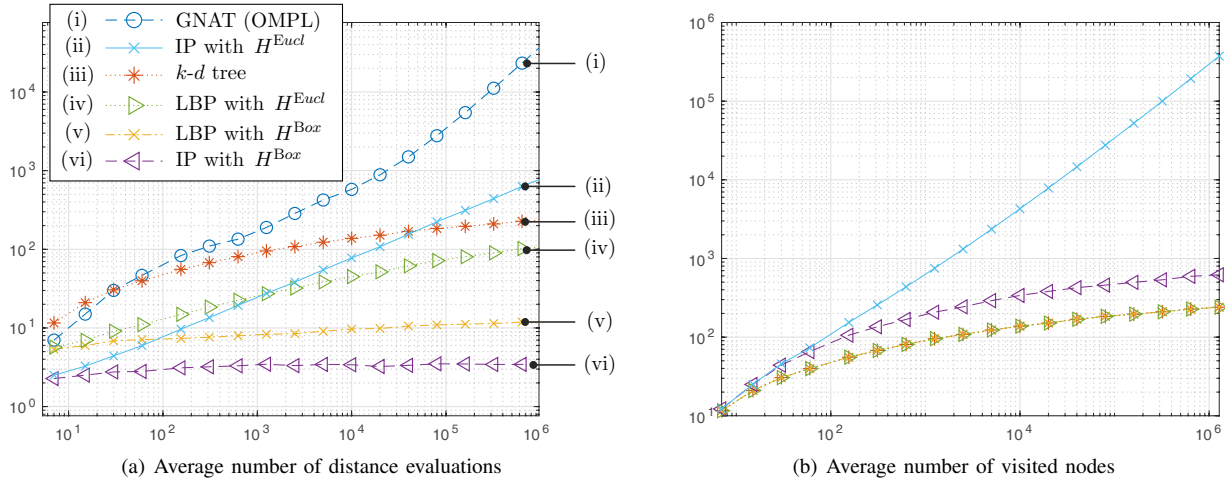 (i) GNAT (OMPL)
(ii) IP with H^Eucl
(iii) k-d tree
(iv) LBP with H^Eucl
(v) LBP with H^Box
(vi) IP with H^Box
10^4
10^3
10^2
10^1
10^0
10^1 10^2 10^3 10^4 10^5 10^6
(i)
(ii)
(iii)
(iv)
(v)
(vi)
(a) Average number of distance evaluations
10^6
10^5
10^4
10^3
10^2
10^1
10^2 10^4 10^6
(b) Average number of visited nodes